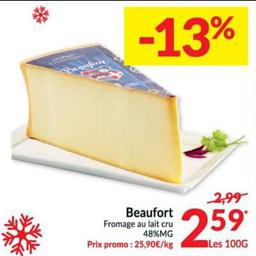 -13%
Beaufort
Fromage au lait cru
48%MG
Prix promo : 25,90€/kg
2,99
2,59*
Les 100G